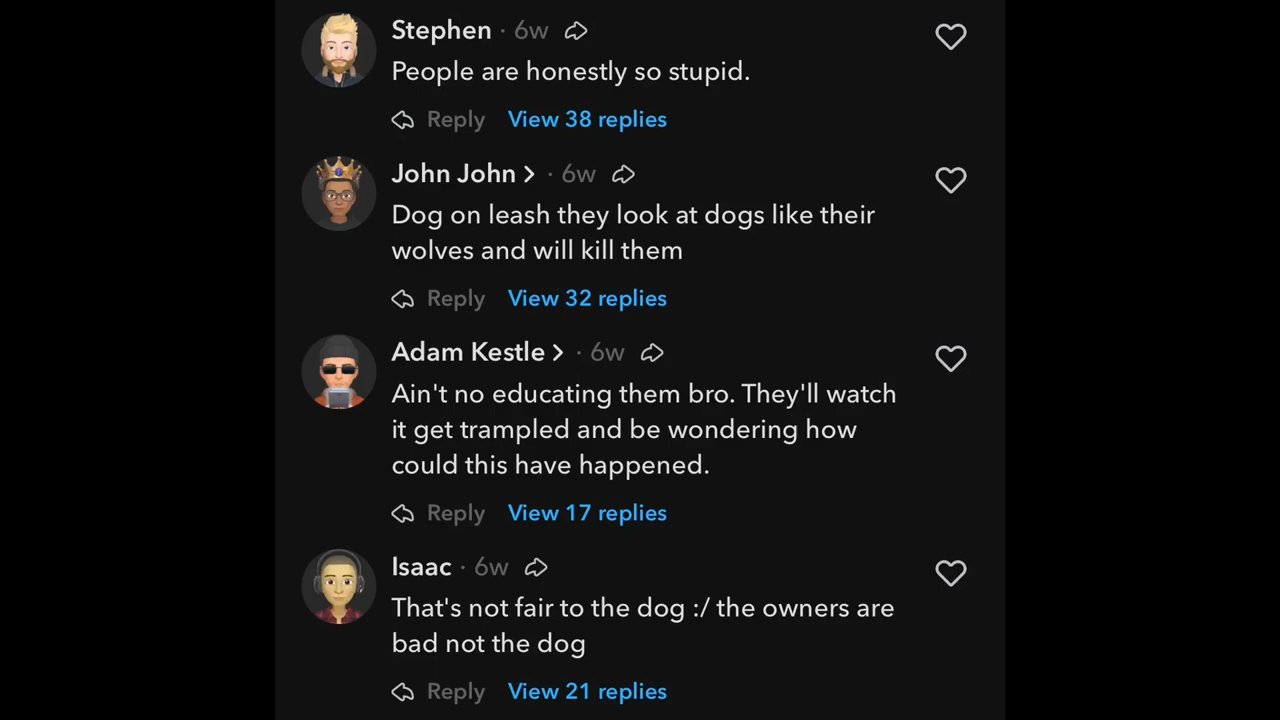 Stephen · 6w
People are honestly so stupid.
Reply View 38 replies
John John > · 6w
Dog on leash they look at dogs like their
wolves and will kill them
Reply View 32 replies
Adam Kestle > · 6w
Ain't no educating them bro. They'll watch
it get trampled and be wondering how
could this have happened.
Reply View 17 replies
Isaac · 6w
That's not fair to the dog :/ the owners are
bad not the dog
Reply View 21 replies